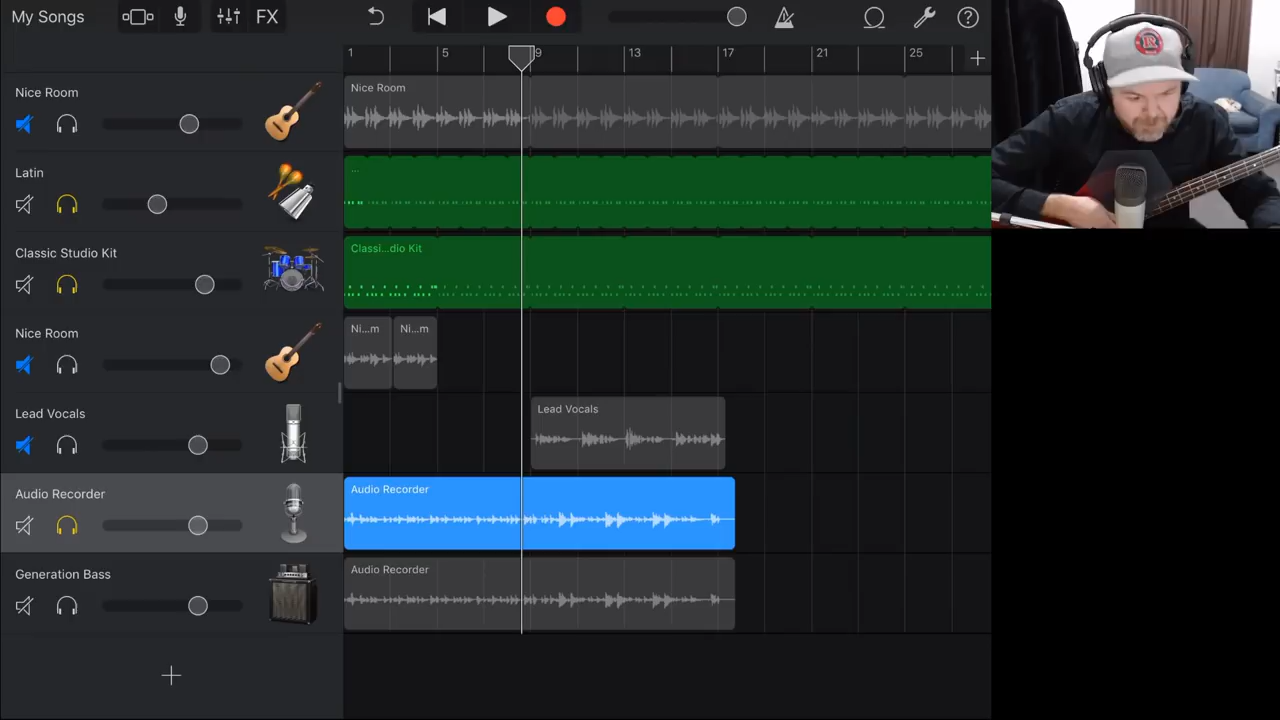 My Songs
FX
1
5
9
13
17
21
25
Nice Room
Nice Room
Latin
...
Classic Studio Kit
Classi...dio Kit
Nice Room
Ni...m
Ni...m
Lead Vocals
Lead Vocals
Audio Recorder
Audio Recorder
Generation Bass
Audio Recorder